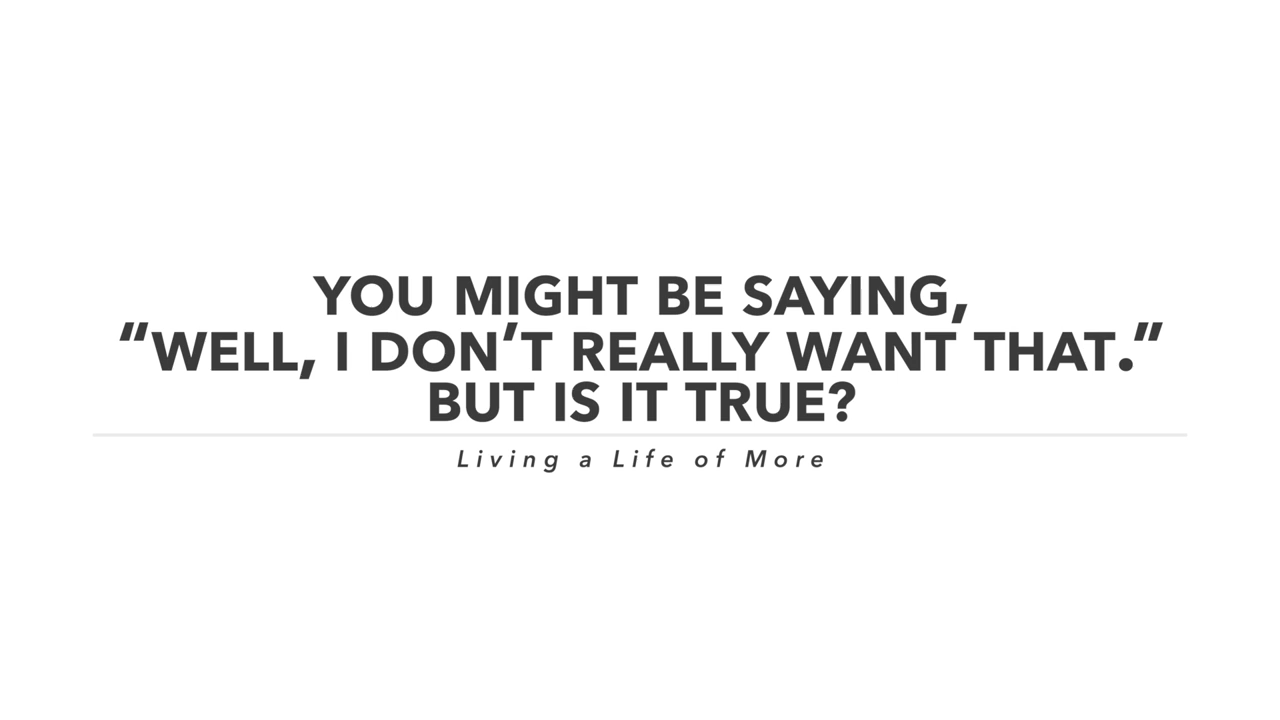 YOU MIGHT BE SAYING,
“WELL, I DON’T REALLY WANT THAT.”
BUT IS IT TRUE?
Living a Life of More